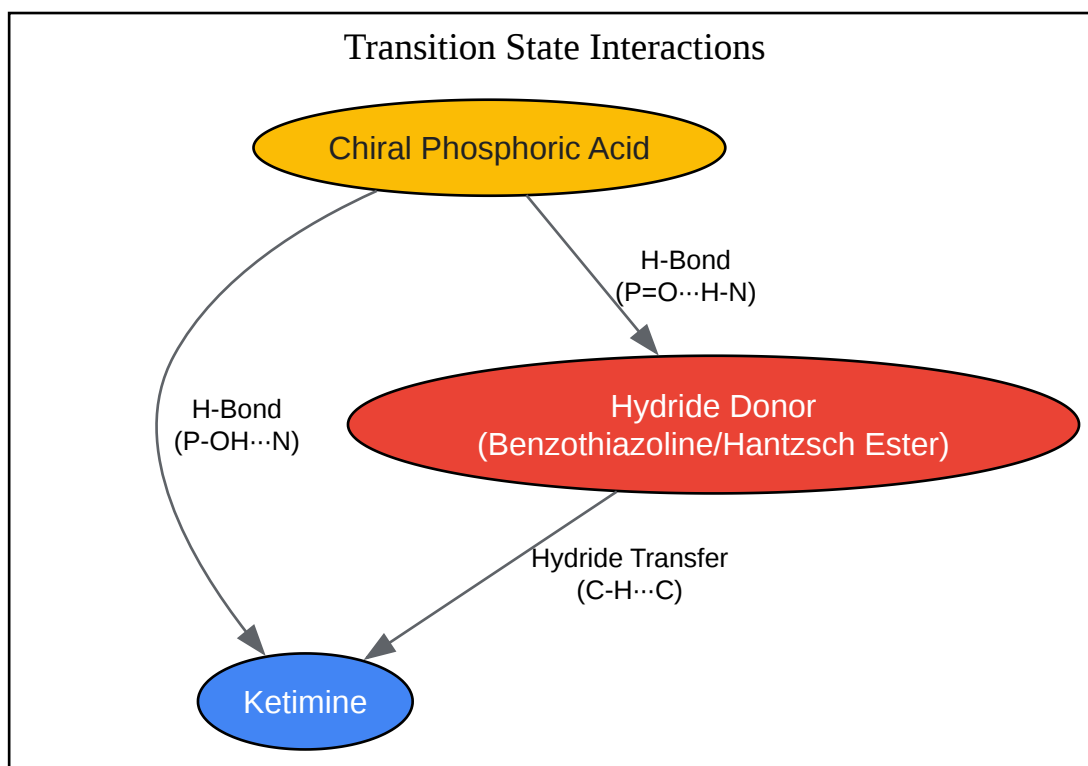 Transition State Interactions
Chiral Phosphoric Acid
H-Bond
(P=O···H-N)
H-Bond
(P-OH···N)
Hydride Donor
(Benzothiazoline/Hantzsch Ester)
Hydride Transfer
(C-H···C)
Ketimine